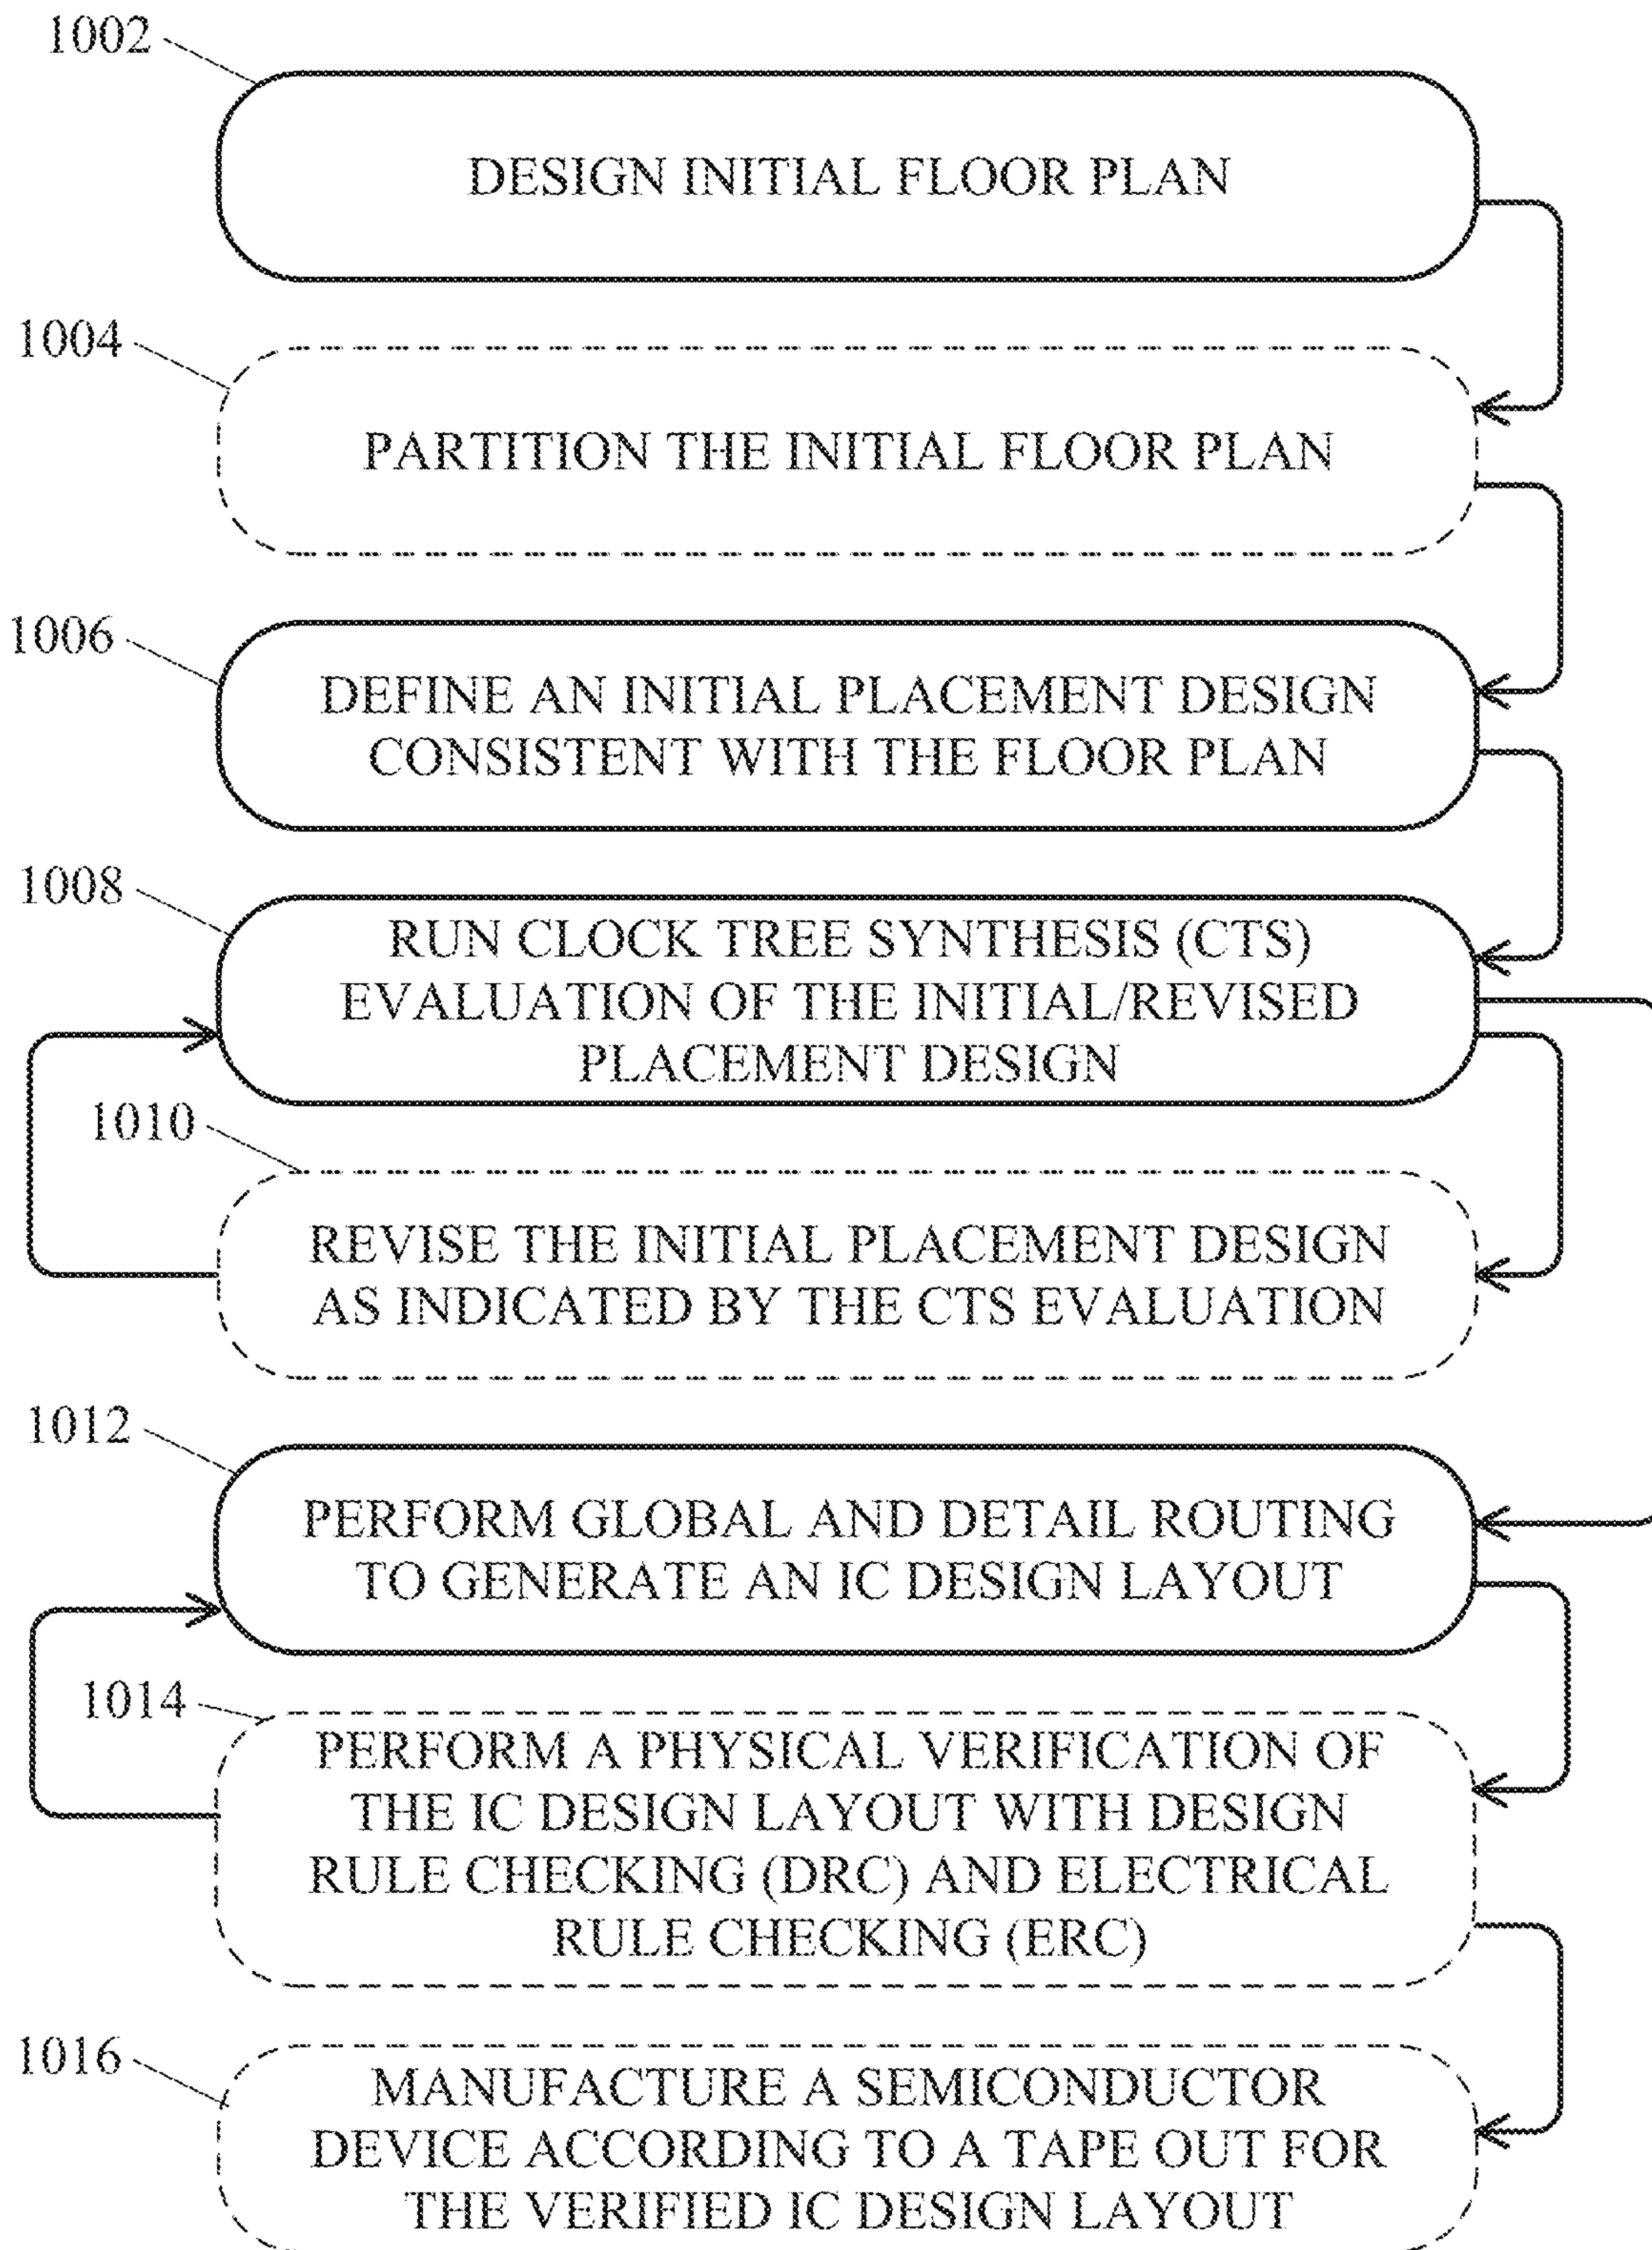 1002
DESIGN INITIAL FLOOR PLAN
1004
PARTITION THE INITIAL FLOOR PLAN
1006
DEFINE AN INITIAL PLACEMENT DESIGN
CONSISTENT WITH THE FLOOR PLAN
1008
RUN CLOCK TREE SYNTHESIS (CTS)
EVALUATION OF THE INITIAL/REVISED
PLACEMENT DESIGN
1010
REVISE THE INITIAL PLACEMENT DESIGN
AS INDICATED BY THE CTS EVALUATION
1012
PERFORM GLOBAL AND DETAIL ROUTING
TO GENERATE AN IC DESIGN LAYOUT
1014
PERFORM A PHYSICAL VERIFICATION OF
THE IC DESIGN LAYOUT WITH DESIGN
RULE CHECKING (DRC) AND ELECTRICAL
RULE CHECKING (ERC)
1016
MANUFACTURE A SEMICONDUCTOR
DEVICE ACCORDING TO A TAPE OUT FOR
THE VERIFIED IC DESIGN LAYOUT